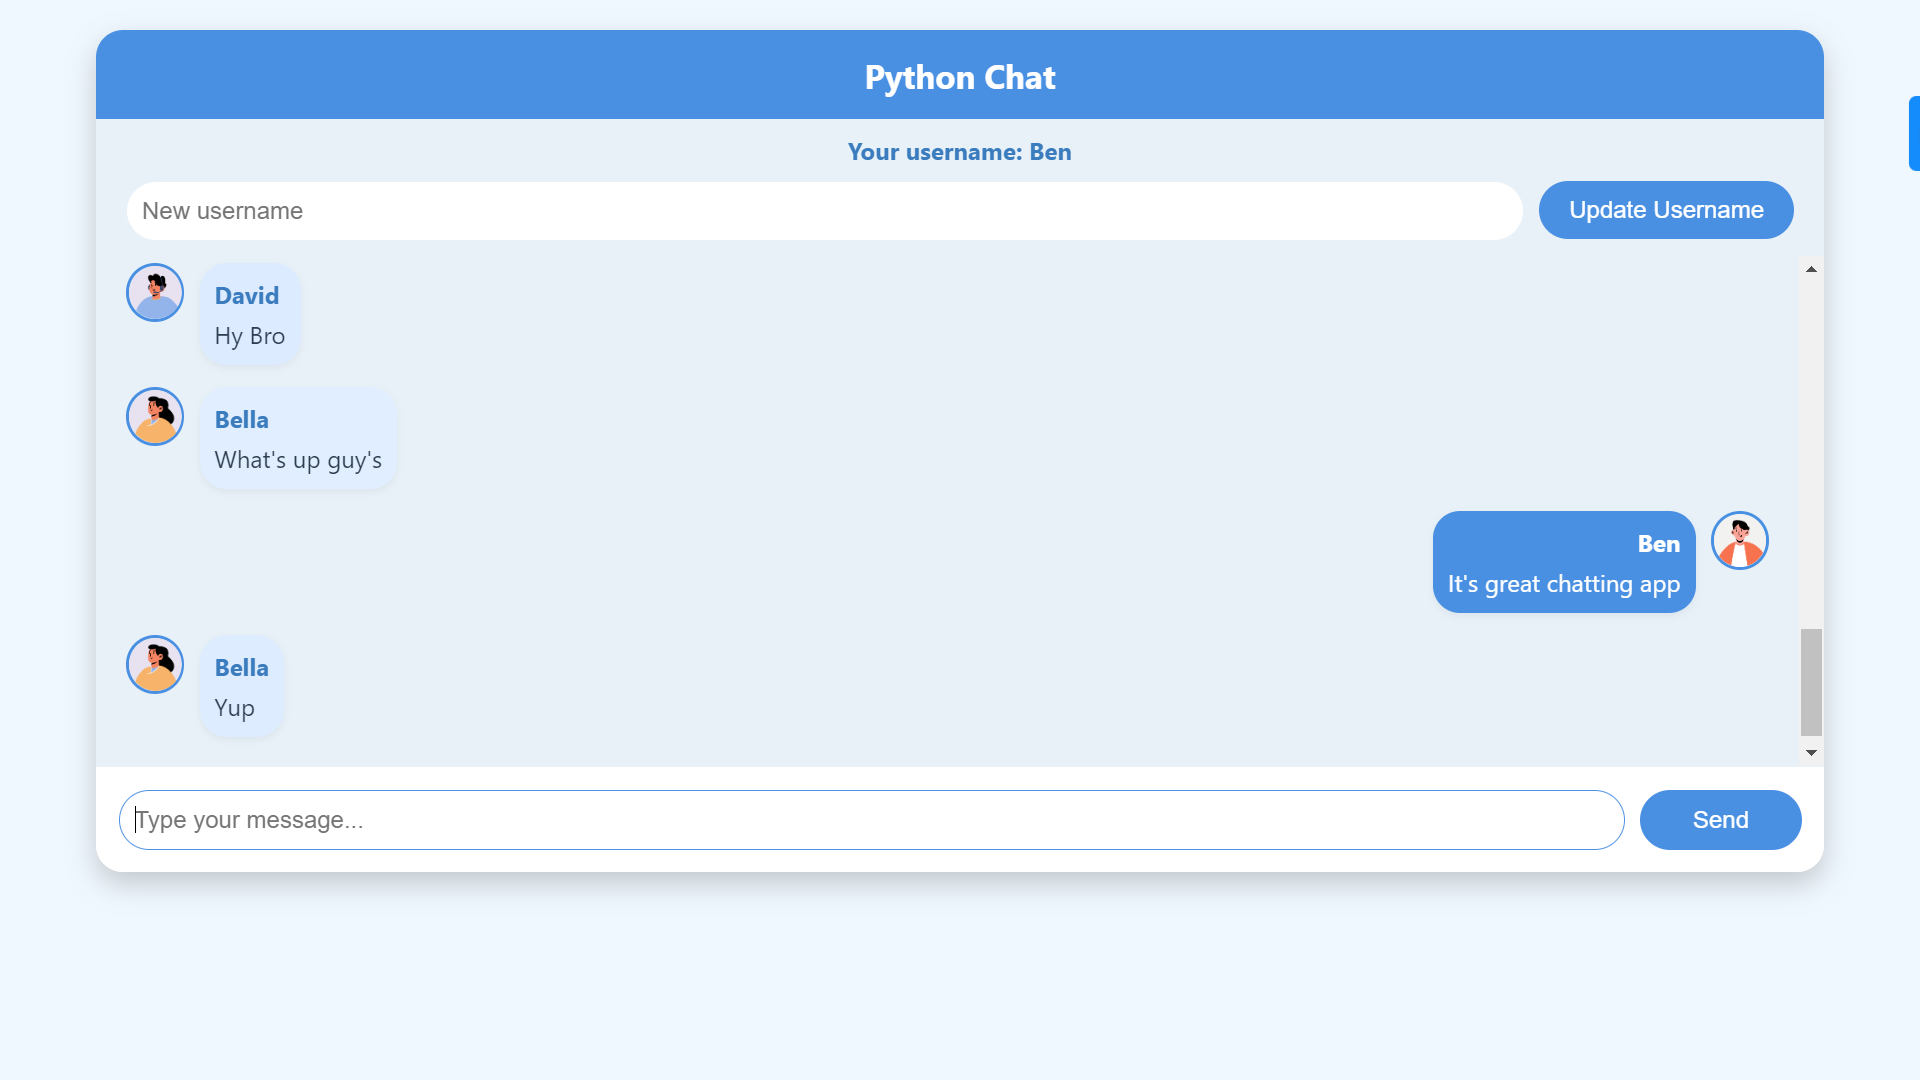 Python Chat
Your username: Ben
New username
Update Username
David
Hy Bro
Bella
What's up guy's
Ben
It's great chatting app
Bella
Yup
Type your message...
Send